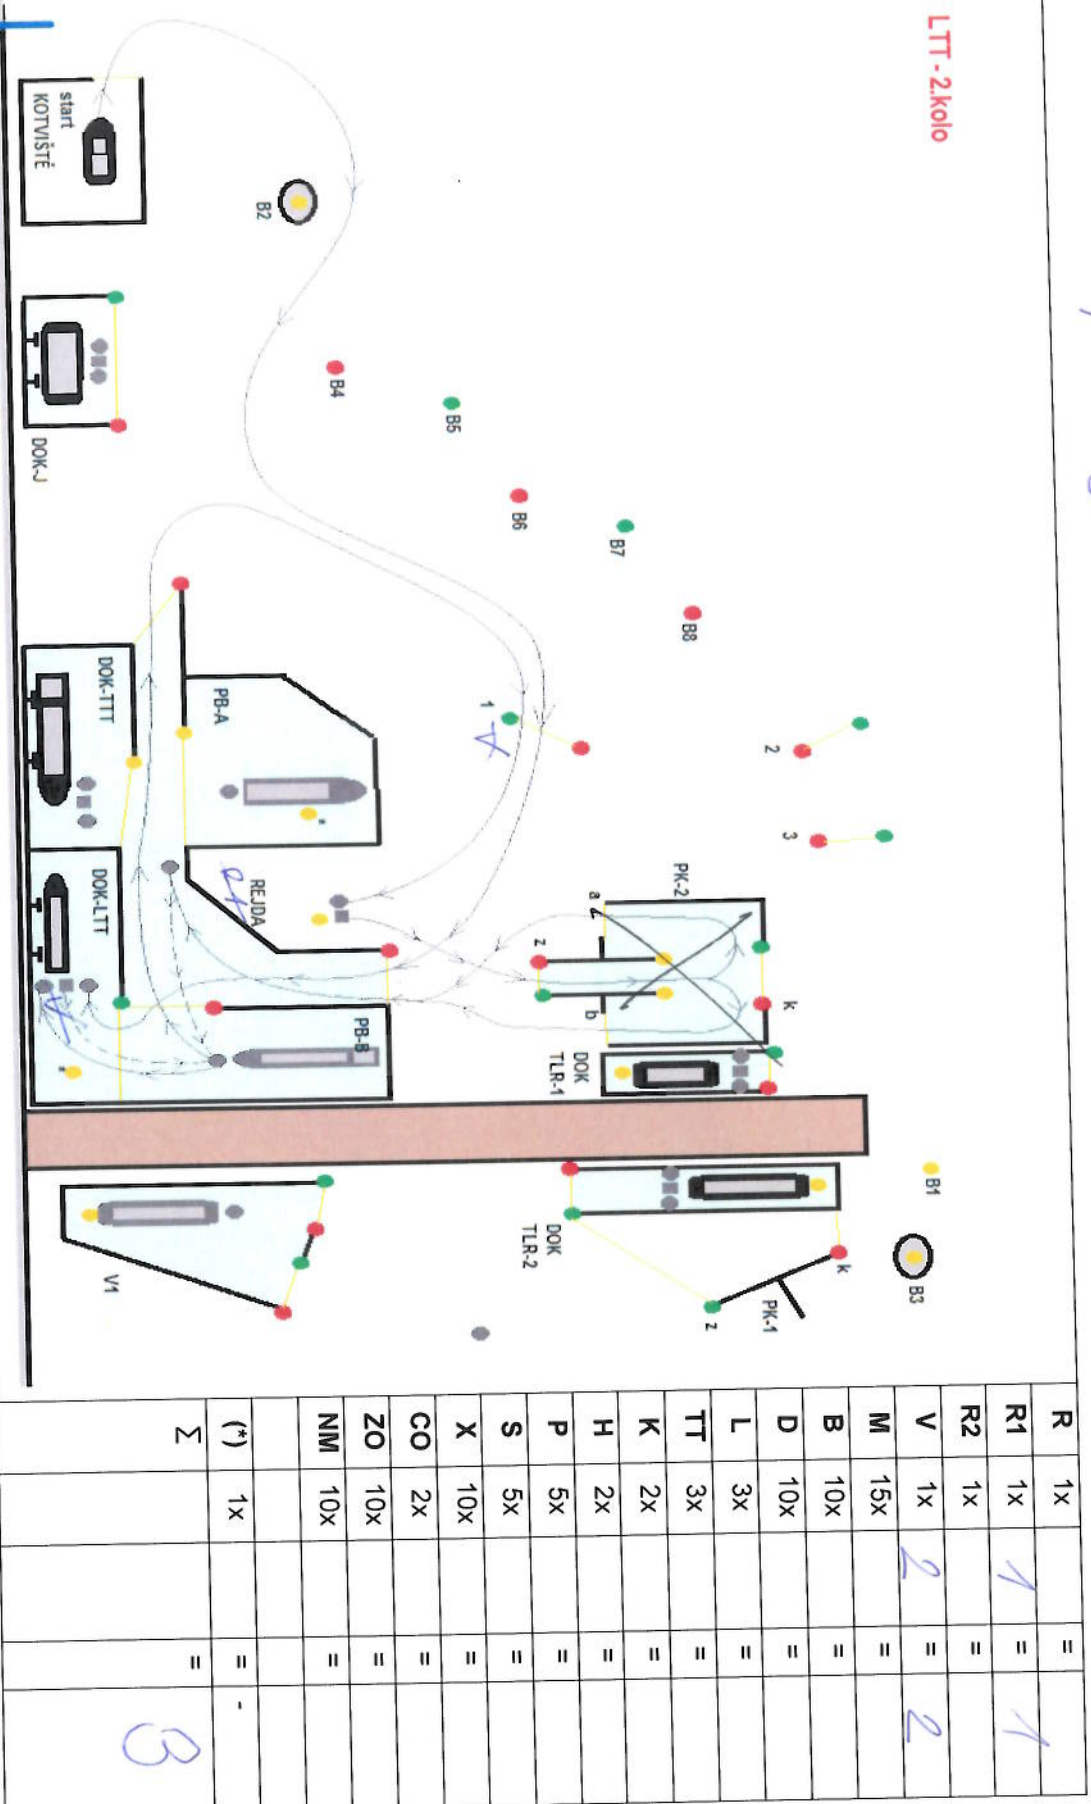 LTT - 2.kolo
start
KOTVIŠTĚ
B2
DOK-J
B4
B5
B6
B7
B8
1
2
3
DOK-TTT
PB-A
*
DOK-LTT
REJDA
PK-2
a
z
b
k
PB-B
*
DOK
TLR-1
B1
B3
DOK
TLR-2
k
PK-1
z
V1
R 1x =
R1 1x 1 = 1
R2 1x =
V 1x 2 = 2
M 15x =
B 10x =
D 10x =
L 3x =
TT 3x =
K 2x =
H 2x =
P 5x =
S 5x =
X 10x =
CO 2x =
ZO 10x =
NM 10x =
(*) 1x = -
Σ = 3